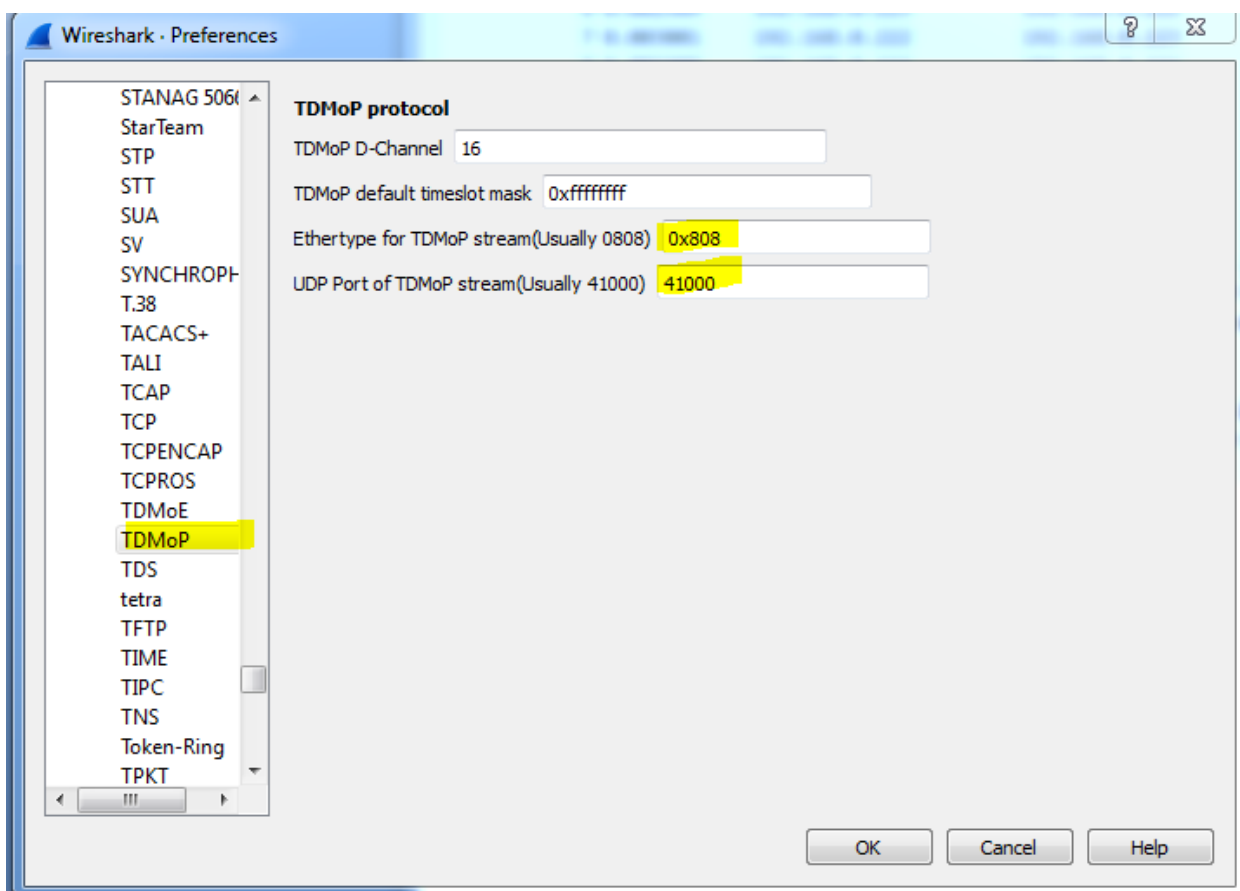 Wireshark · Preferences
STANAG 506
StarTeam
STP
STT
SUA
SV
SYNCHROPH
T.38
TACACS+
TALI
TCAP
TCP
TCPENCAP
TCPROS
TDMoE
TDMoP
TDS
tetra
TFTP
TIME
TIPC
TNS
Token-Ring
TPKT
TDMoP protocol
TDMoP D-Channel 16
TDMoP default timeslot mask 0xffffffff
Ethertype for TDMoP stream(Usually 0808) 0x808
UDP Port of TDMoP stream(Usually 41000) 41000
OK Cancel Help